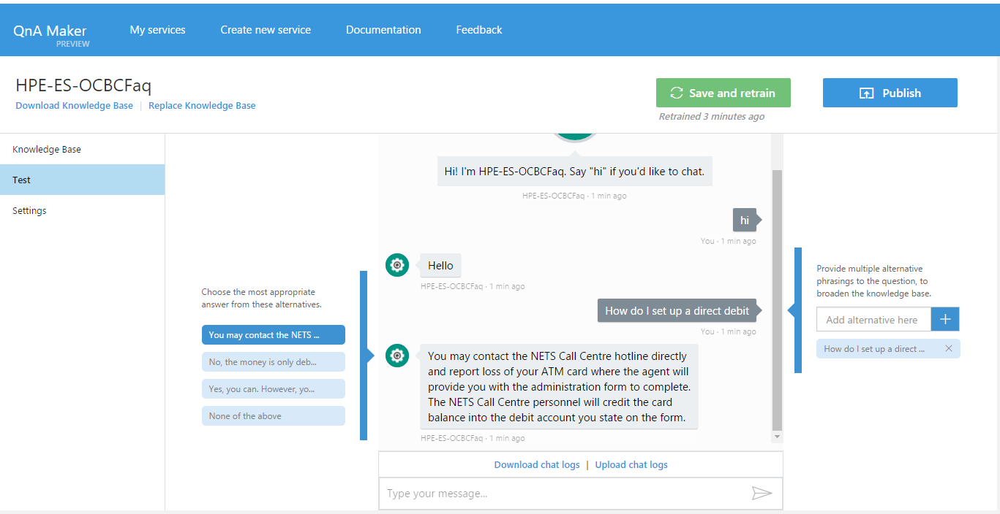 QnA Maker
PREVIEW
My services
Create new service
Documentation
Feedback
HPE-ES-OCBCFaq
Download Knowledge Base | Replace Knowledge Base
Save and retrain
Retrained 3 minutes ago
Publish
Knowledge Base
Test
Settings
Choose the most appropriate
answer from these alternatives.
You may contact the NETS ...
No, the money is only deb...
Yes, you can. However, yo...
None of the above
Hi! I'm HPE-ES-OCBCFaq. Say "hi" if you'd like to chat.
HPE-ES-OCBCFaq · 1 min ago
hi
You · 1 min ago
Hello
HPE-ES-OCBCFaq · 1 min ago
How do I set up a direct debit
You · 1 min ago
You may contact the NETS Call Centre hotline directly
and report loss of your ATM card where the agent will
provide you with the administration form to complete.
The NETS Call Centre personnel will credit the card
balance into the debit account you state on the form.
HPE-ES-OCBCFaq · 1 min ago
Download chat logs | Upload chat logs
Type your message...
Provide multiple alternative
phrasings to the question, to
broaden the knowledge base.
Add alternative here
How do I set up a direct ...